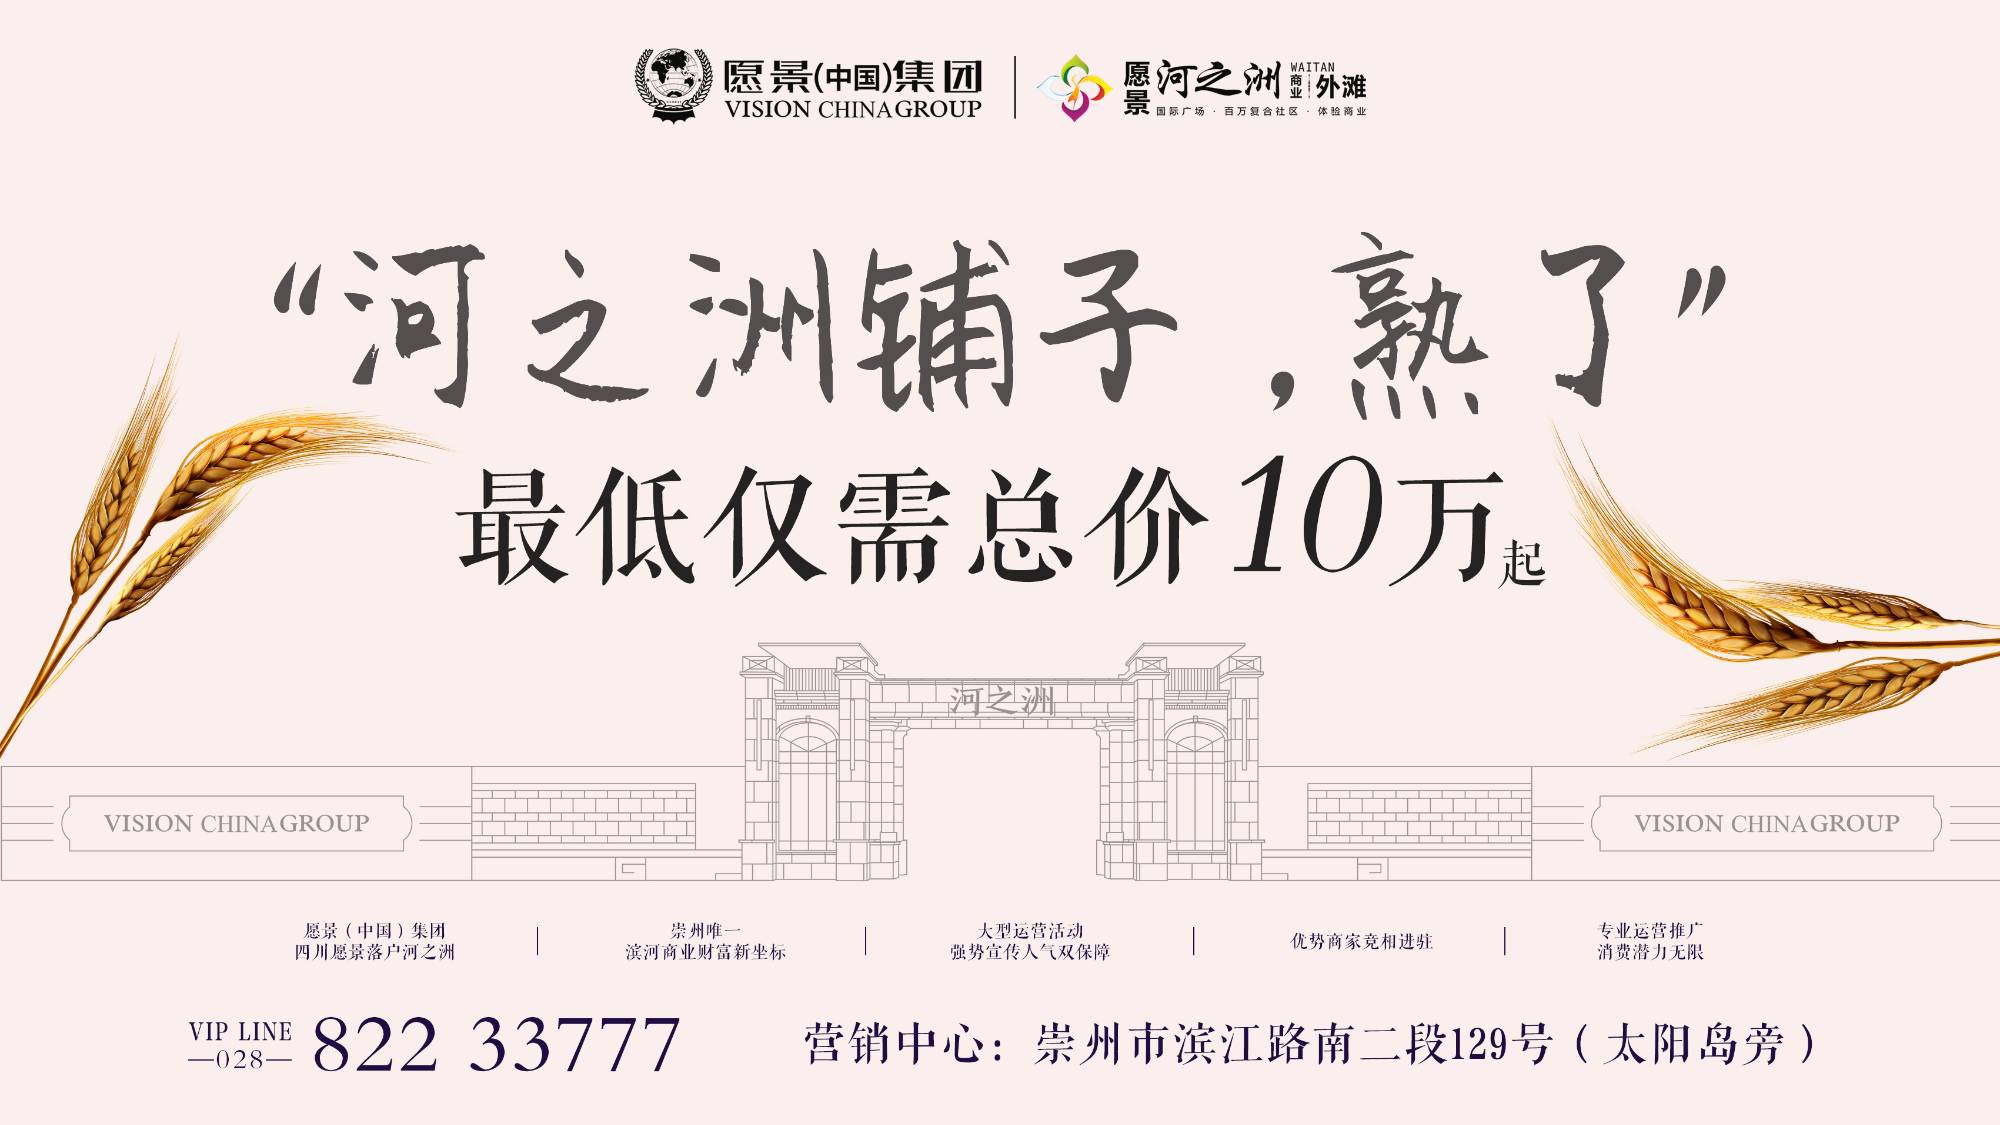 愿景(中国)集团
VISION CHINAGROUP
愿景 河之洲 WAITAN 商业 外滩
国际广场 · 百万复合社区 · 体验商业
“河之洲铺子,熟了”
最低仅需总价10万起
河之洲
VISION CHINAGROUP
VISION CHINAGROUP
愿景(中国)集团
四川愿景落户河之洲
崇州唯一
滨河商业财富新坐标
大型运营活动
强势宣传人气双保障
优势商家竞相进驻
专业运营推广
消费潜力无限
VIP LINE
—028—
822 33777
营销中心:崇州市滨江路南二段129号(太阳岛旁)